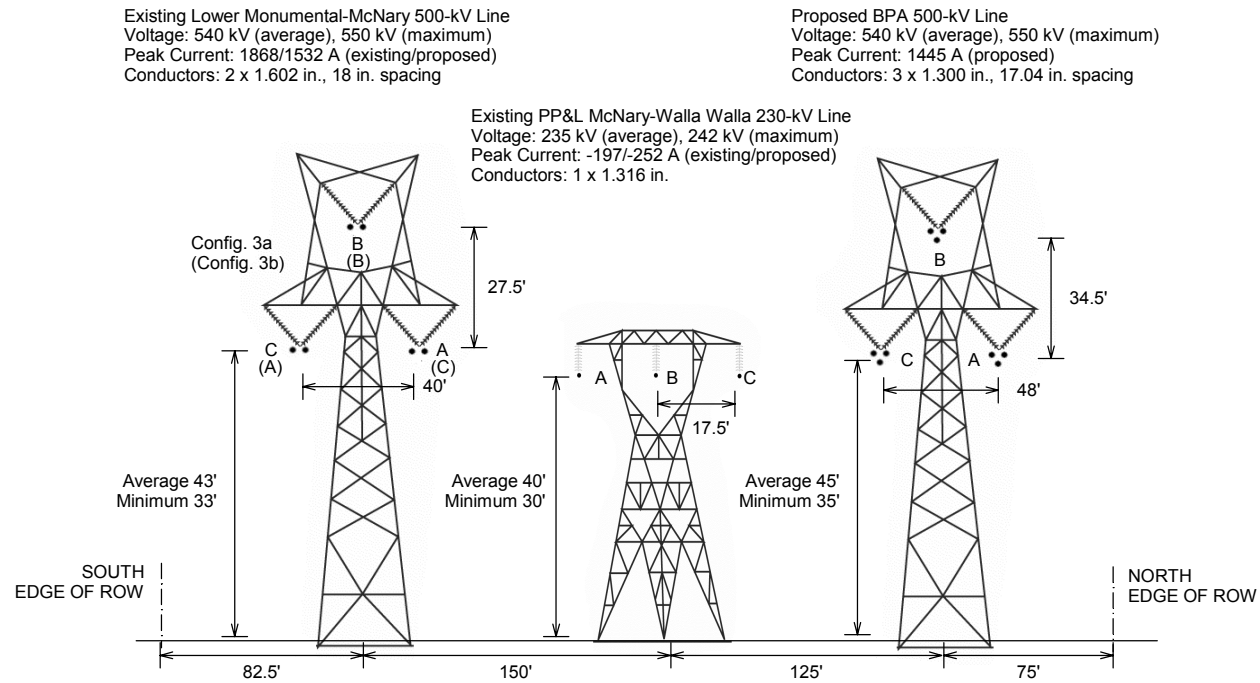 Existing Lower Monumental-McNary 500-kV Line
Voltage: 540 kV (average), 550 kV (maximum)
Peak Current: 1868/1532 A (existing/proposed)
Conductors: 2 x 1.602 in., 18 in. spacing
Proposed BPA 500-kV Line
Voltage: 540 kV (average), 550 kV (maximum)
Peak Current: 1445 A (proposed)
Conductors: 3 x 1.300 in., 17.04 in. spacing
Existing PP&L McNary-Walla Walla 230-kV Line
Voltage: 235 kV (average), 242 kV (maximum)
Peak Current: -197/-252 A (existing/proposed)
Conductors: 1 x 1.316 in.
Config. 3a
(Config. 3b)
B
(B)
27.5'
C
(A)
A
(C)
40'
Average 43'
Minimum 33'
A
B
C
17.5'
Average 40'
Minimum 30'
B
34.5'
C
A
48'
Average 45'
Minimum 35'
SOUTH
EDGE OF ROW
NORTH
EDGE OF ROW
82.5'
150'
125'
75'